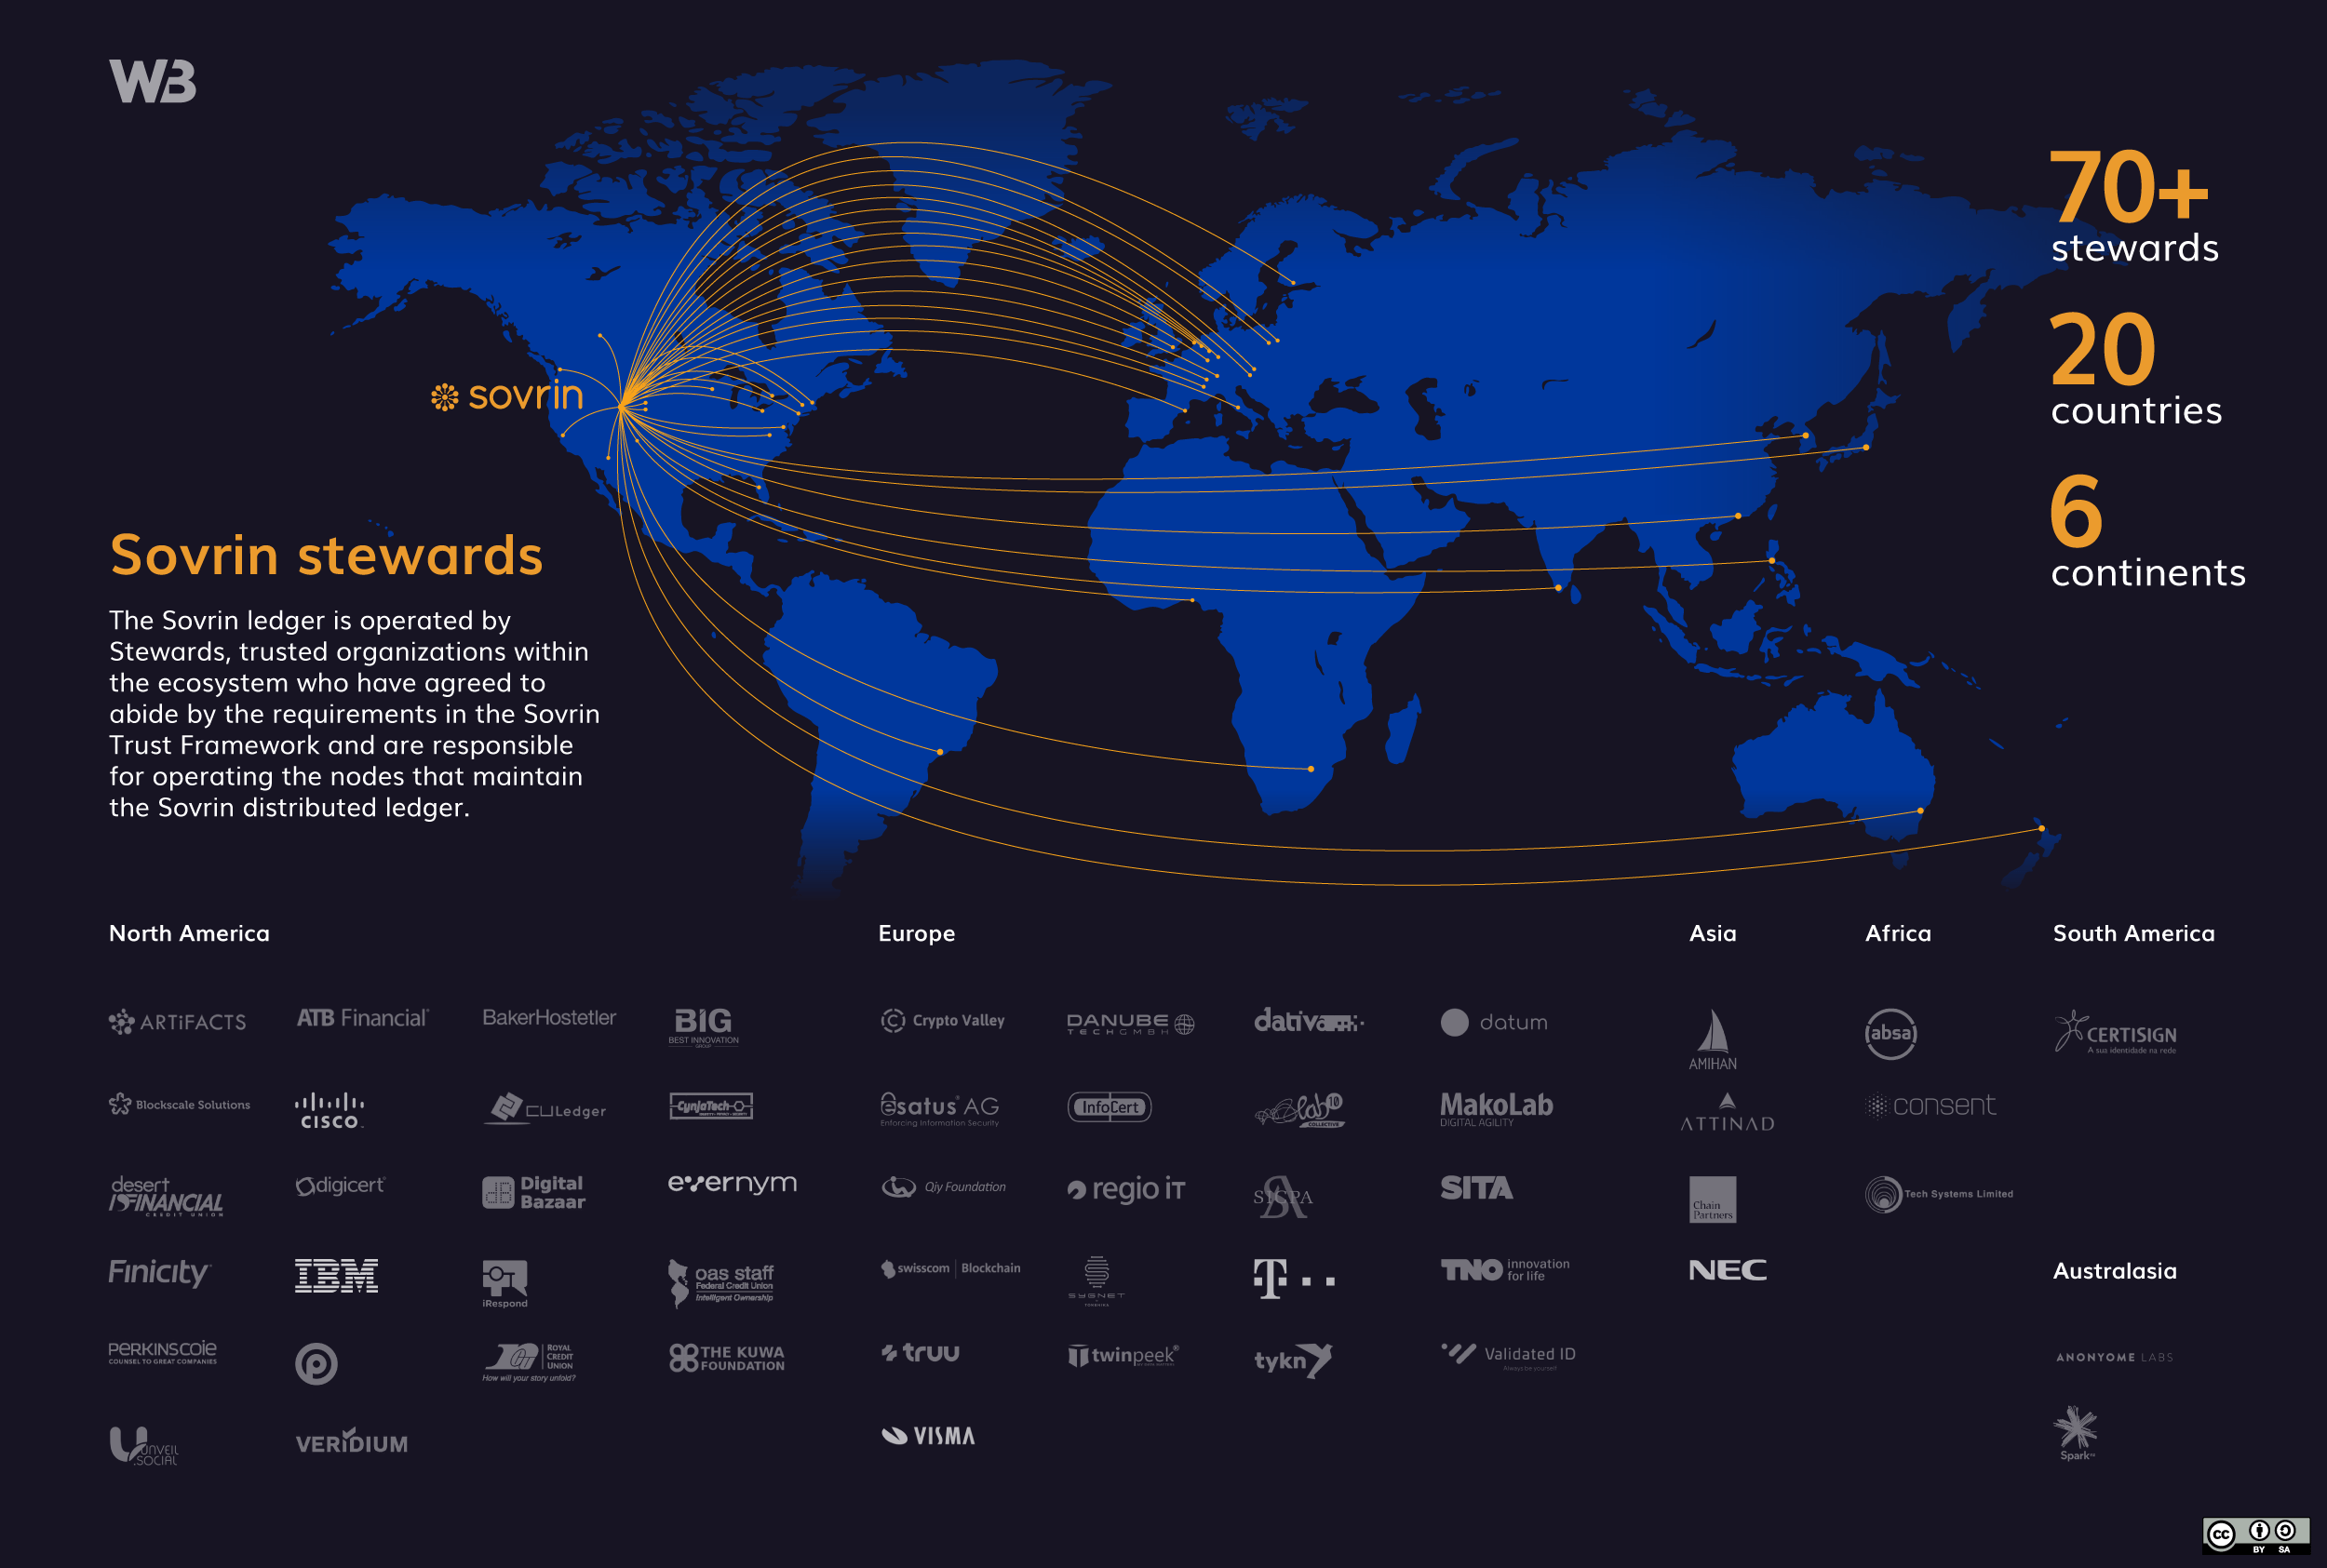 WB
70+
stewards
20
countries
6
continents
sovrin
Sovrin stewards
The Sovrin ledger is operated by
Stewards, trusted organizations within
the ecosystem who have agreed to
abide by the requirements in the Sovrin
Trust Framework and are responsible
for operating the nodes that maintain
the Sovrin distributed ledger.
North America
ARTiFACTS
ATB Financial
BakerHostetler
BIG
BEST INNOVATION
GROUP
Blockscale Solutions
CISCO
CULedger
CynjaTech
desert
FINANCIAL
CREDIT UNION
digicert
Digital
Bazaar
evernym
Finicity
IBM
iRespond
oas staff
Federal Credit Union
Intelligent Ownership
PERKINSCOIE
COUNSEL TO GREAT COMPANIES
ROYAL
CREDIT
UNION
How will your story unfold?
THE KUWA
FOUNDATION
UNVEIL
.SOCIAL
VERIDIUM
Europe
Crypto Valley
DANUBE
TECH GMBH
dativa
datum
esatus AG
Enforcing Information Security
InfoCert
lab10
COLLECTIVE
MakoLab
DIGITAL AGILITY
Qiy Foundation
regio iT
SICPA
SITA
swisscom | Blockchain
SYGNET
T
TNO innovation
for life
truu
twinpeek
tykn
Validated ID
Always be yourself
VISMA
Asia
AMIHAN
ATTINAD
Chain
Partners
NEC
Africa
absa
consent
Tech Systems Limited
South America
CERTISIGN
A sua identidade na rede
Australasia
ANONYOME LABS
Spark
cc
BY SA